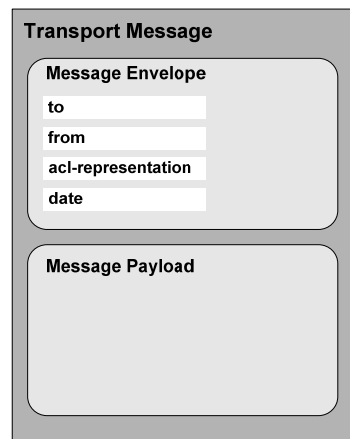 Transport Message
Message Envelope
to
from
acl-representation
date
Message Payload